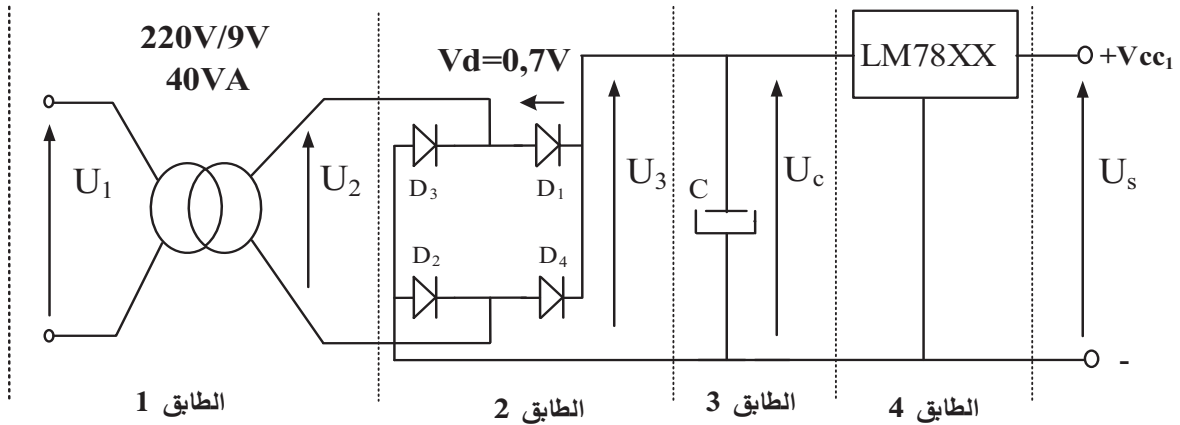 220V/9V
40VA
Vd=0,7V
LM78XX
+Vcc₁
U₁
U₂
D₃
D₁
U₃
C
U꜀
Uₛ
D₂
D₄
-
الطابق 1
الطابق 2
الطابق 3
الطابق 4